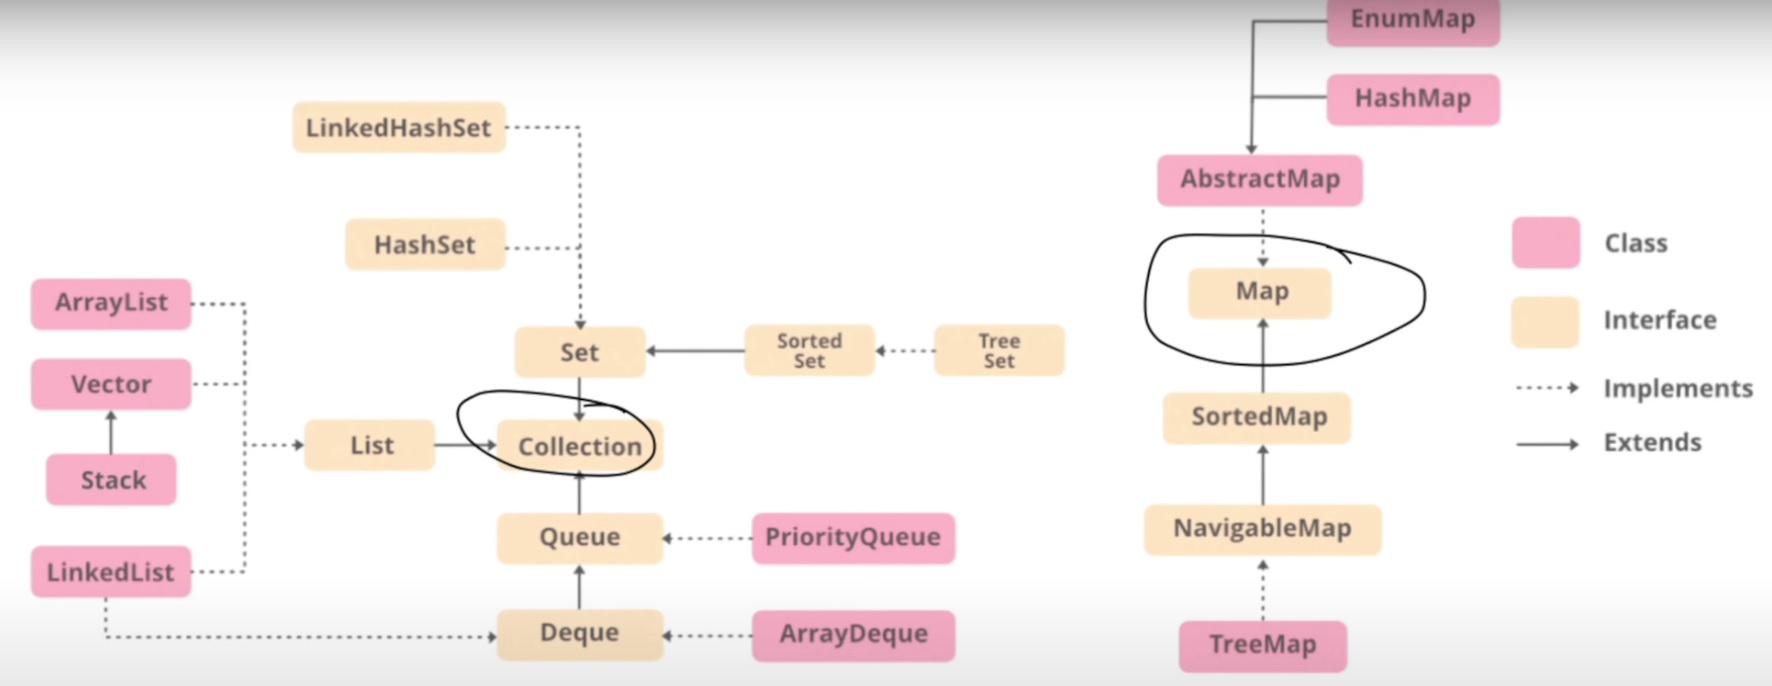 EnumMap
HashMap
LinkedHashSet
AbstractMap
HashSet
Class
ArrayList
Map
Interface
Set
Sorted
Set
Tree
Set
Vector
Implements
SortedMap
List
Collection
Extends
Stack
NavigableMap
Queue
PriorityQueue
LinkedList
Deque
ArrayDeque
TreeMap